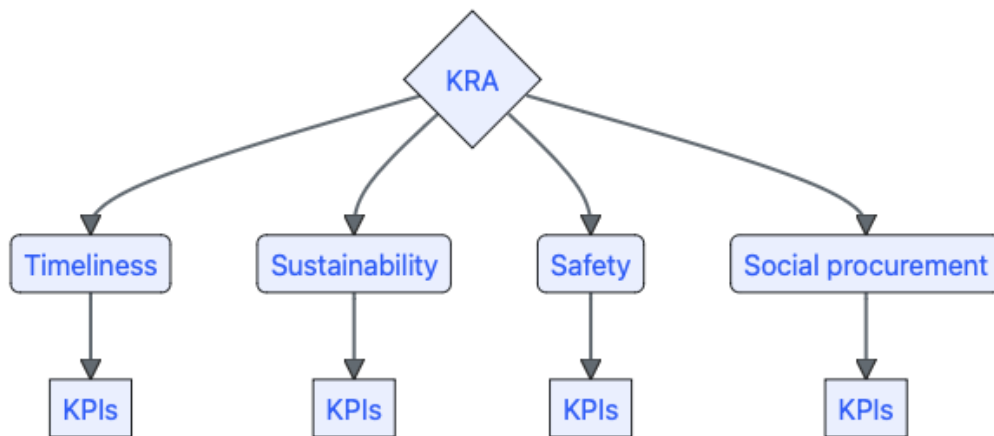 KRA
Timeliness
Sustainability
Safety
Social procurement
KPIs
KPIs
KPIs
KPIs